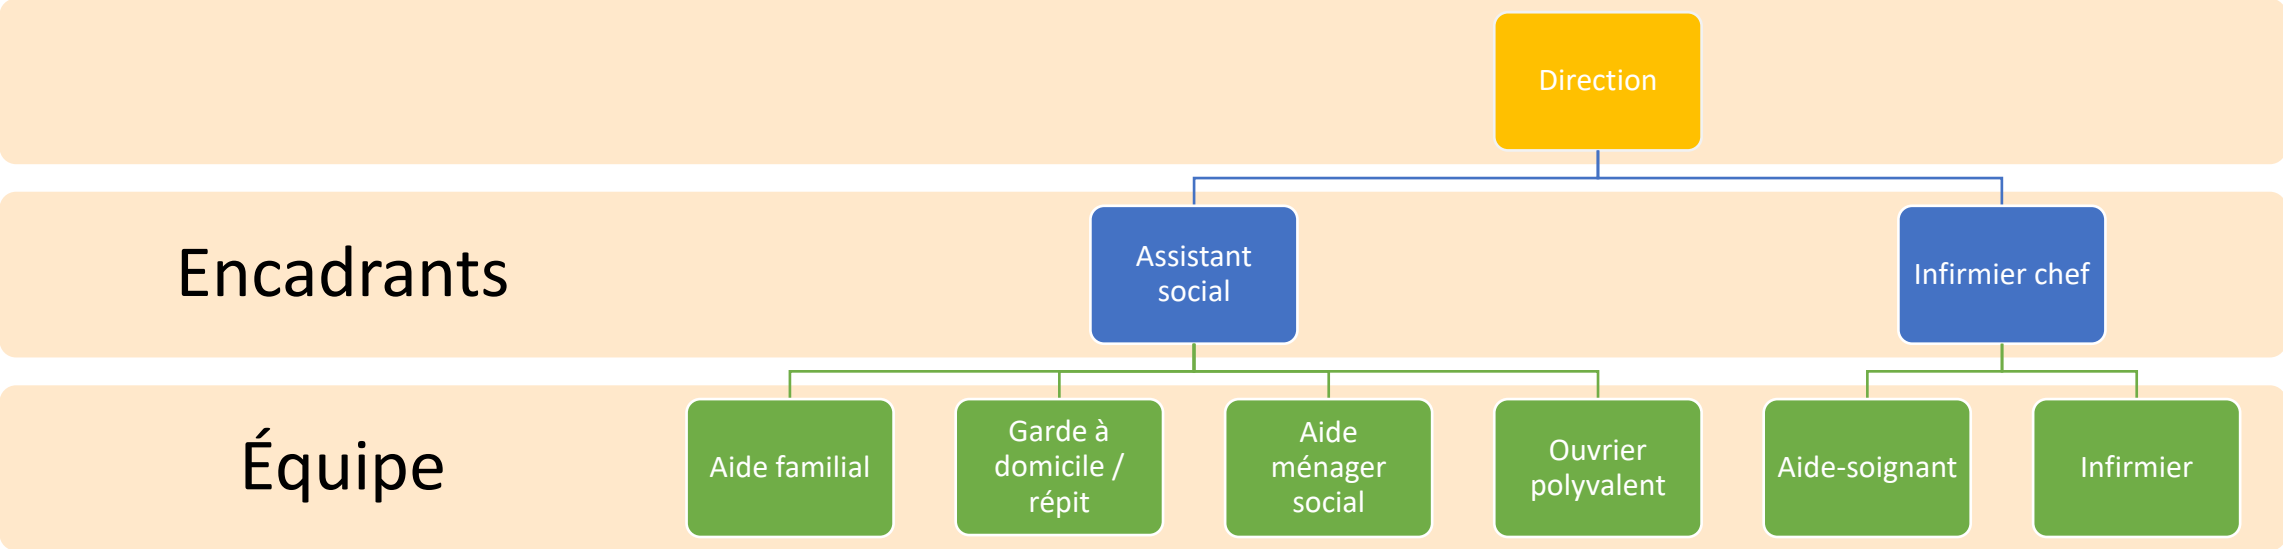 Direction
Encadrants
Assistant
social
Infirmier chef
Équipe
Aide familial
Garde à
domicile /
répit
Aide
ménager
social
Ouvrier
polyvalent
Aide-soignant
Infirmier